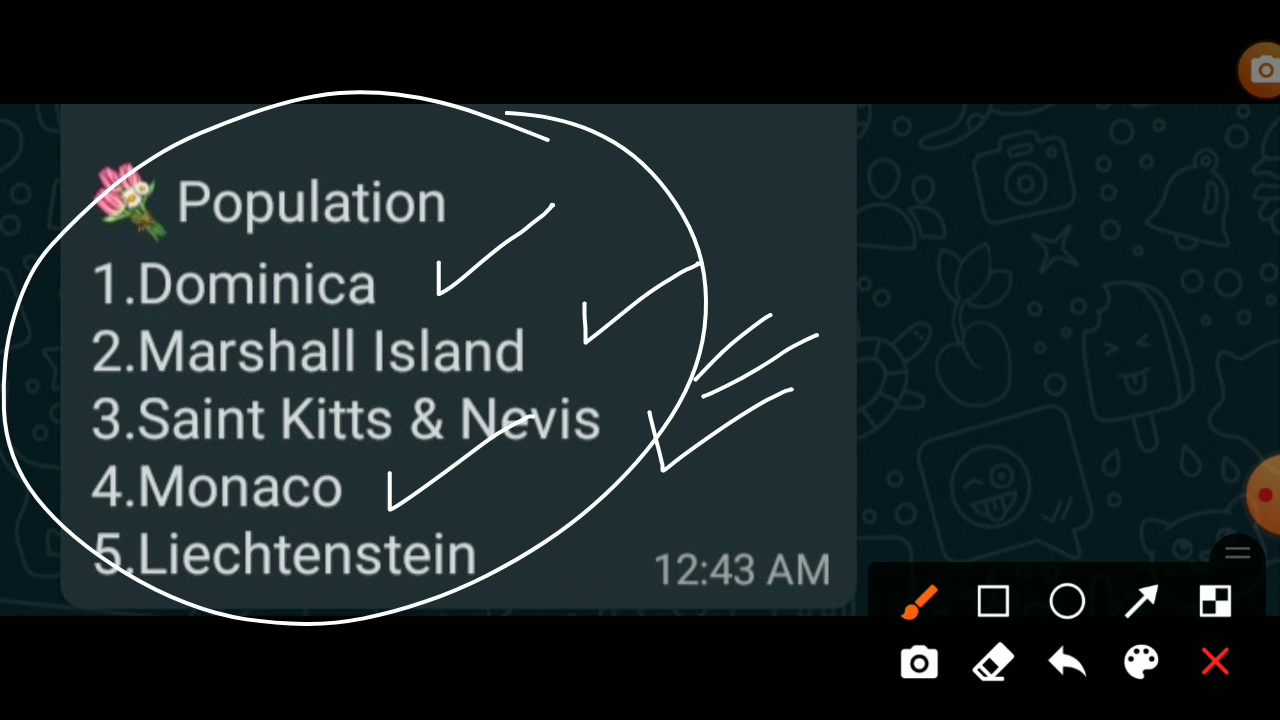 Population
1.Dominica
2.Marshall Island
3.Saint Kitts & Nevis
4.Monaco
5.Liechtenstein
12:43 AM